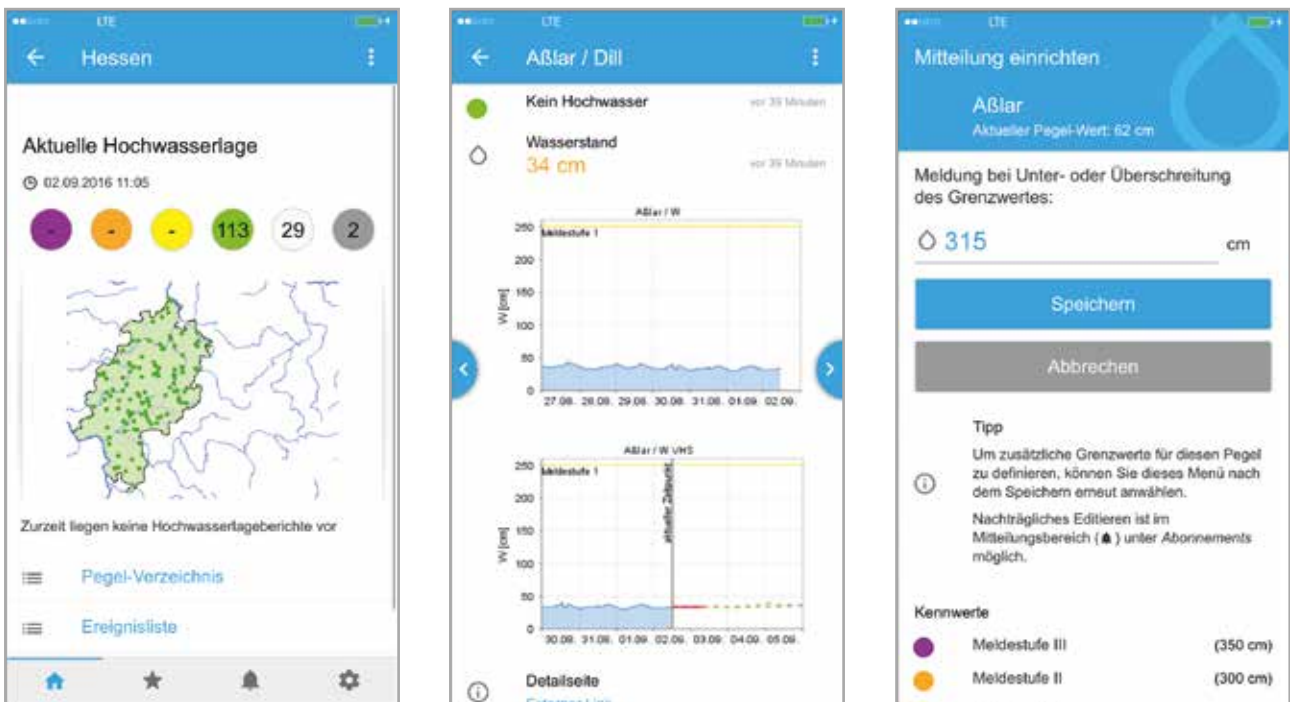 LTE
Hessen
Aktuelle Hochwasserlage
02.09.2016 11:05
- - - 113 29 2
Zurzeit liegen keine Hochwasserlageberichte vor
Pegel-Verzeichnis
Ereignisliste
LTE
Aßlar / Dill
Kein Hochwasser vor 39 Minuten
Wasserstand
34 cm vor 39 Minuten
Aßlar / W
Meldestufe 1
W [cm]
250
200
150
100
50
0
27.08. 28.08. 29.08. 30.08. 31.08. 01.09. 02.09.
Aßlar / W VHS
Meldestufe 1
aktueller Zeitpunkt
W [cm]
250
200
150
100
50
0
30.08. 31.08. 01.09. 02.09. 03.09. 04.09. 05.09.
Detailseite
Externer Link
LTE
Mitteilung einrichten
Aßlar
Aktueller Pegel-Wert: 62 cm
Meldung bei Unter- oder Überschreitung
des Grenzwertes:
315 cm
Speichern
Abbrechen
Tipp
Um zusätzliche Grenzwerte für diesen Pegel
zu definieren, können Sie dieses Menü nach
dem Speichern erneut anwählen.
Nachträgliches Editieren ist im
Mitteilungsbereich ( ) unter Abonnements
möglich.
Kennwerte
Meldestufe III (350 cm)
Meldestufe II (300 cm)